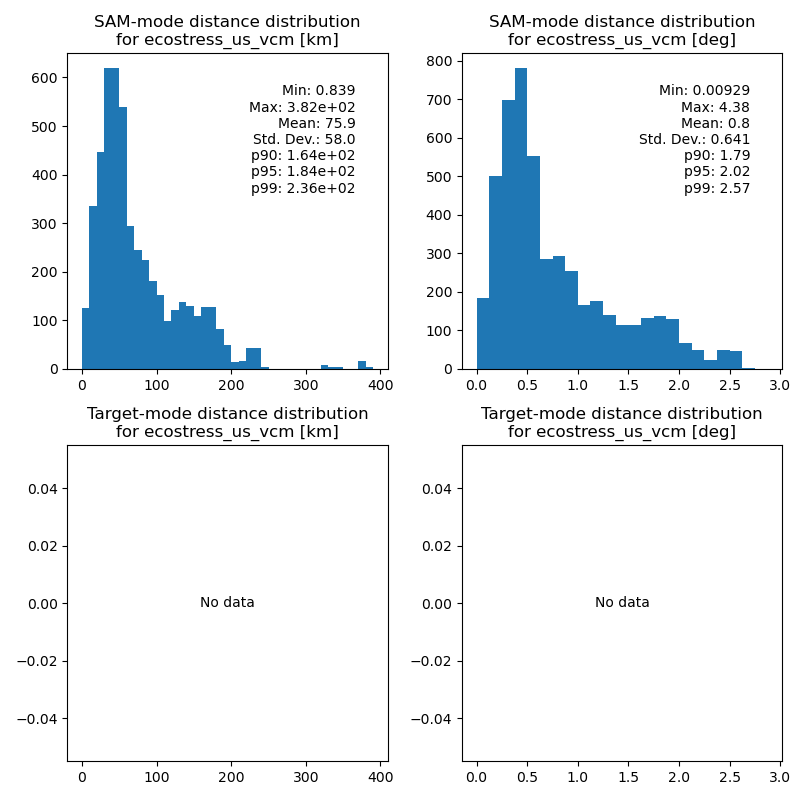 SAM-mode distance distribution
for ecostress_us_vcm [km]
600
500
400
300
200
100
0
Min: 0.839
Max: 3.82e+02
Mean: 75.9
Std. Dev.: 58.0
p90: 1.64e+02
p95: 1.84e+02
p99: 2.36e+02
0 100 200 300 400
SAM-mode distance distribution
for ecostress_us_vcm [deg]
800
700
600
500
400
300
200
100
0
Min: 0.00929
Max: 4.38
Mean: 0.8
Std. Dev.: 0.641
p90: 1.79
p95: 2.02
p99: 2.57
0.0 0.5 1.0 1.5 2.0 2.5 3.0
Target-mode distance distribution
for ecostress_us_vcm [km]
0.04
0.02
0.00
−0.02
−0.04
No data
0 100 200 300 400
Target-mode distance distribution
for ecostress_us_vcm [deg]
0.04
0.02
0.00
−0.02
−0.04
No data
0.0 0.5 1.0 1.5 2.0 2.5 3.0